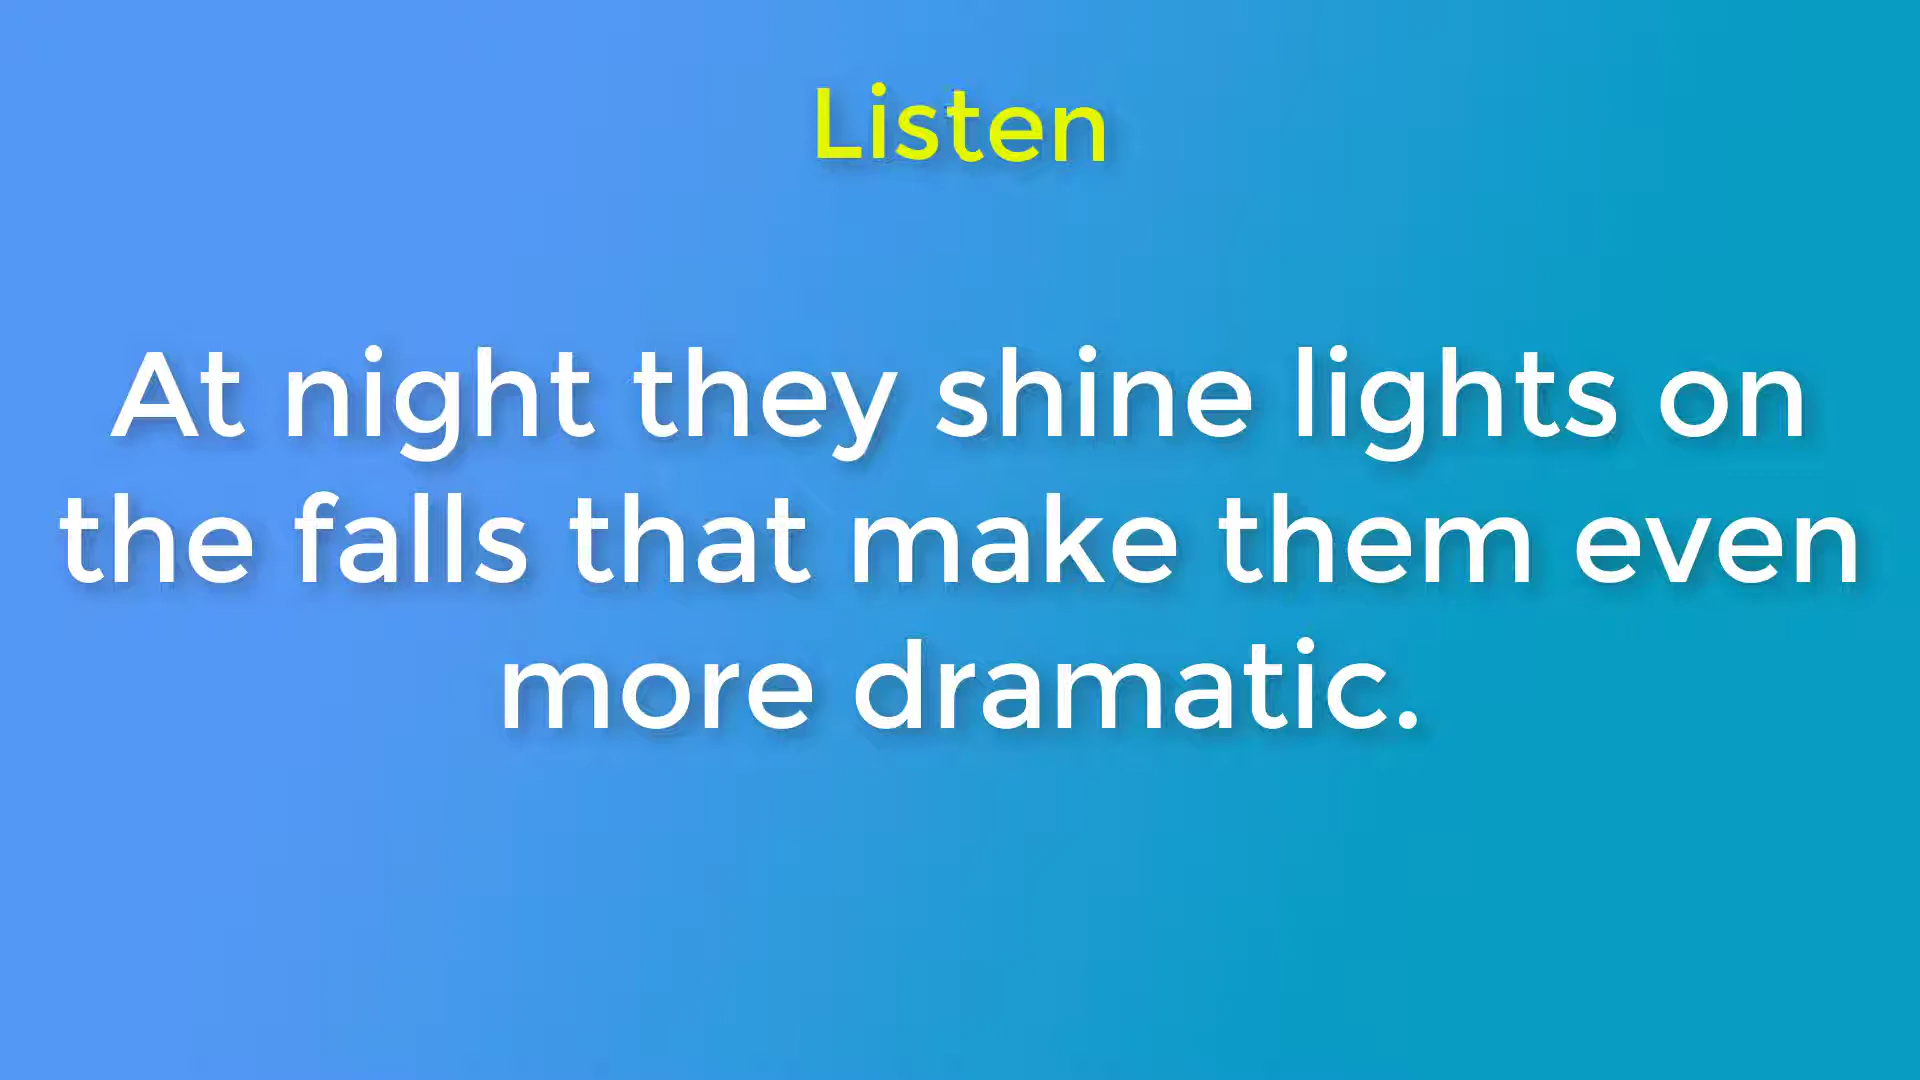 Listen
At night they shine lights on
the falls that make them even
more dramatic.